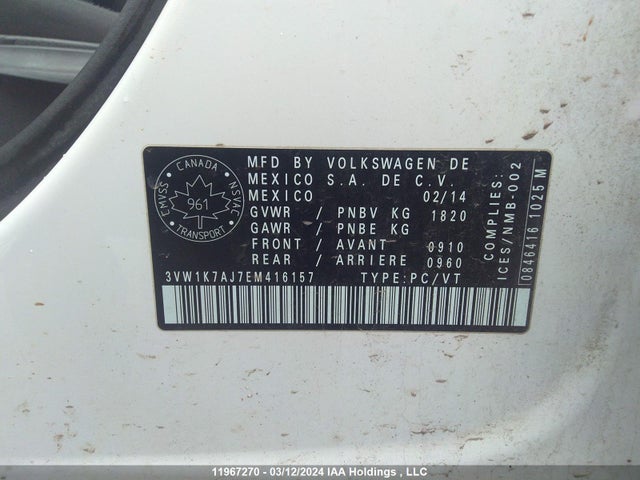 CANADA
CMVSS
NSVAC
961
TRANSPORT
MFD BY VOLKSWAGEN DE
MEXICO S.A. DE C.V.
MEXICO 02/14
GVWR / PNBV KG 1820
GAWR / PNBE KG
FRONT / AVANT 0910
REAR / ARRIERE 0960
3VW1K7AJ7EM416157 TYPE:PC/VT
COMPLIES:
ICES/NMB-002
0846416 1025 M
11967270 - 03/12/2024 IAA Holdings , LLC